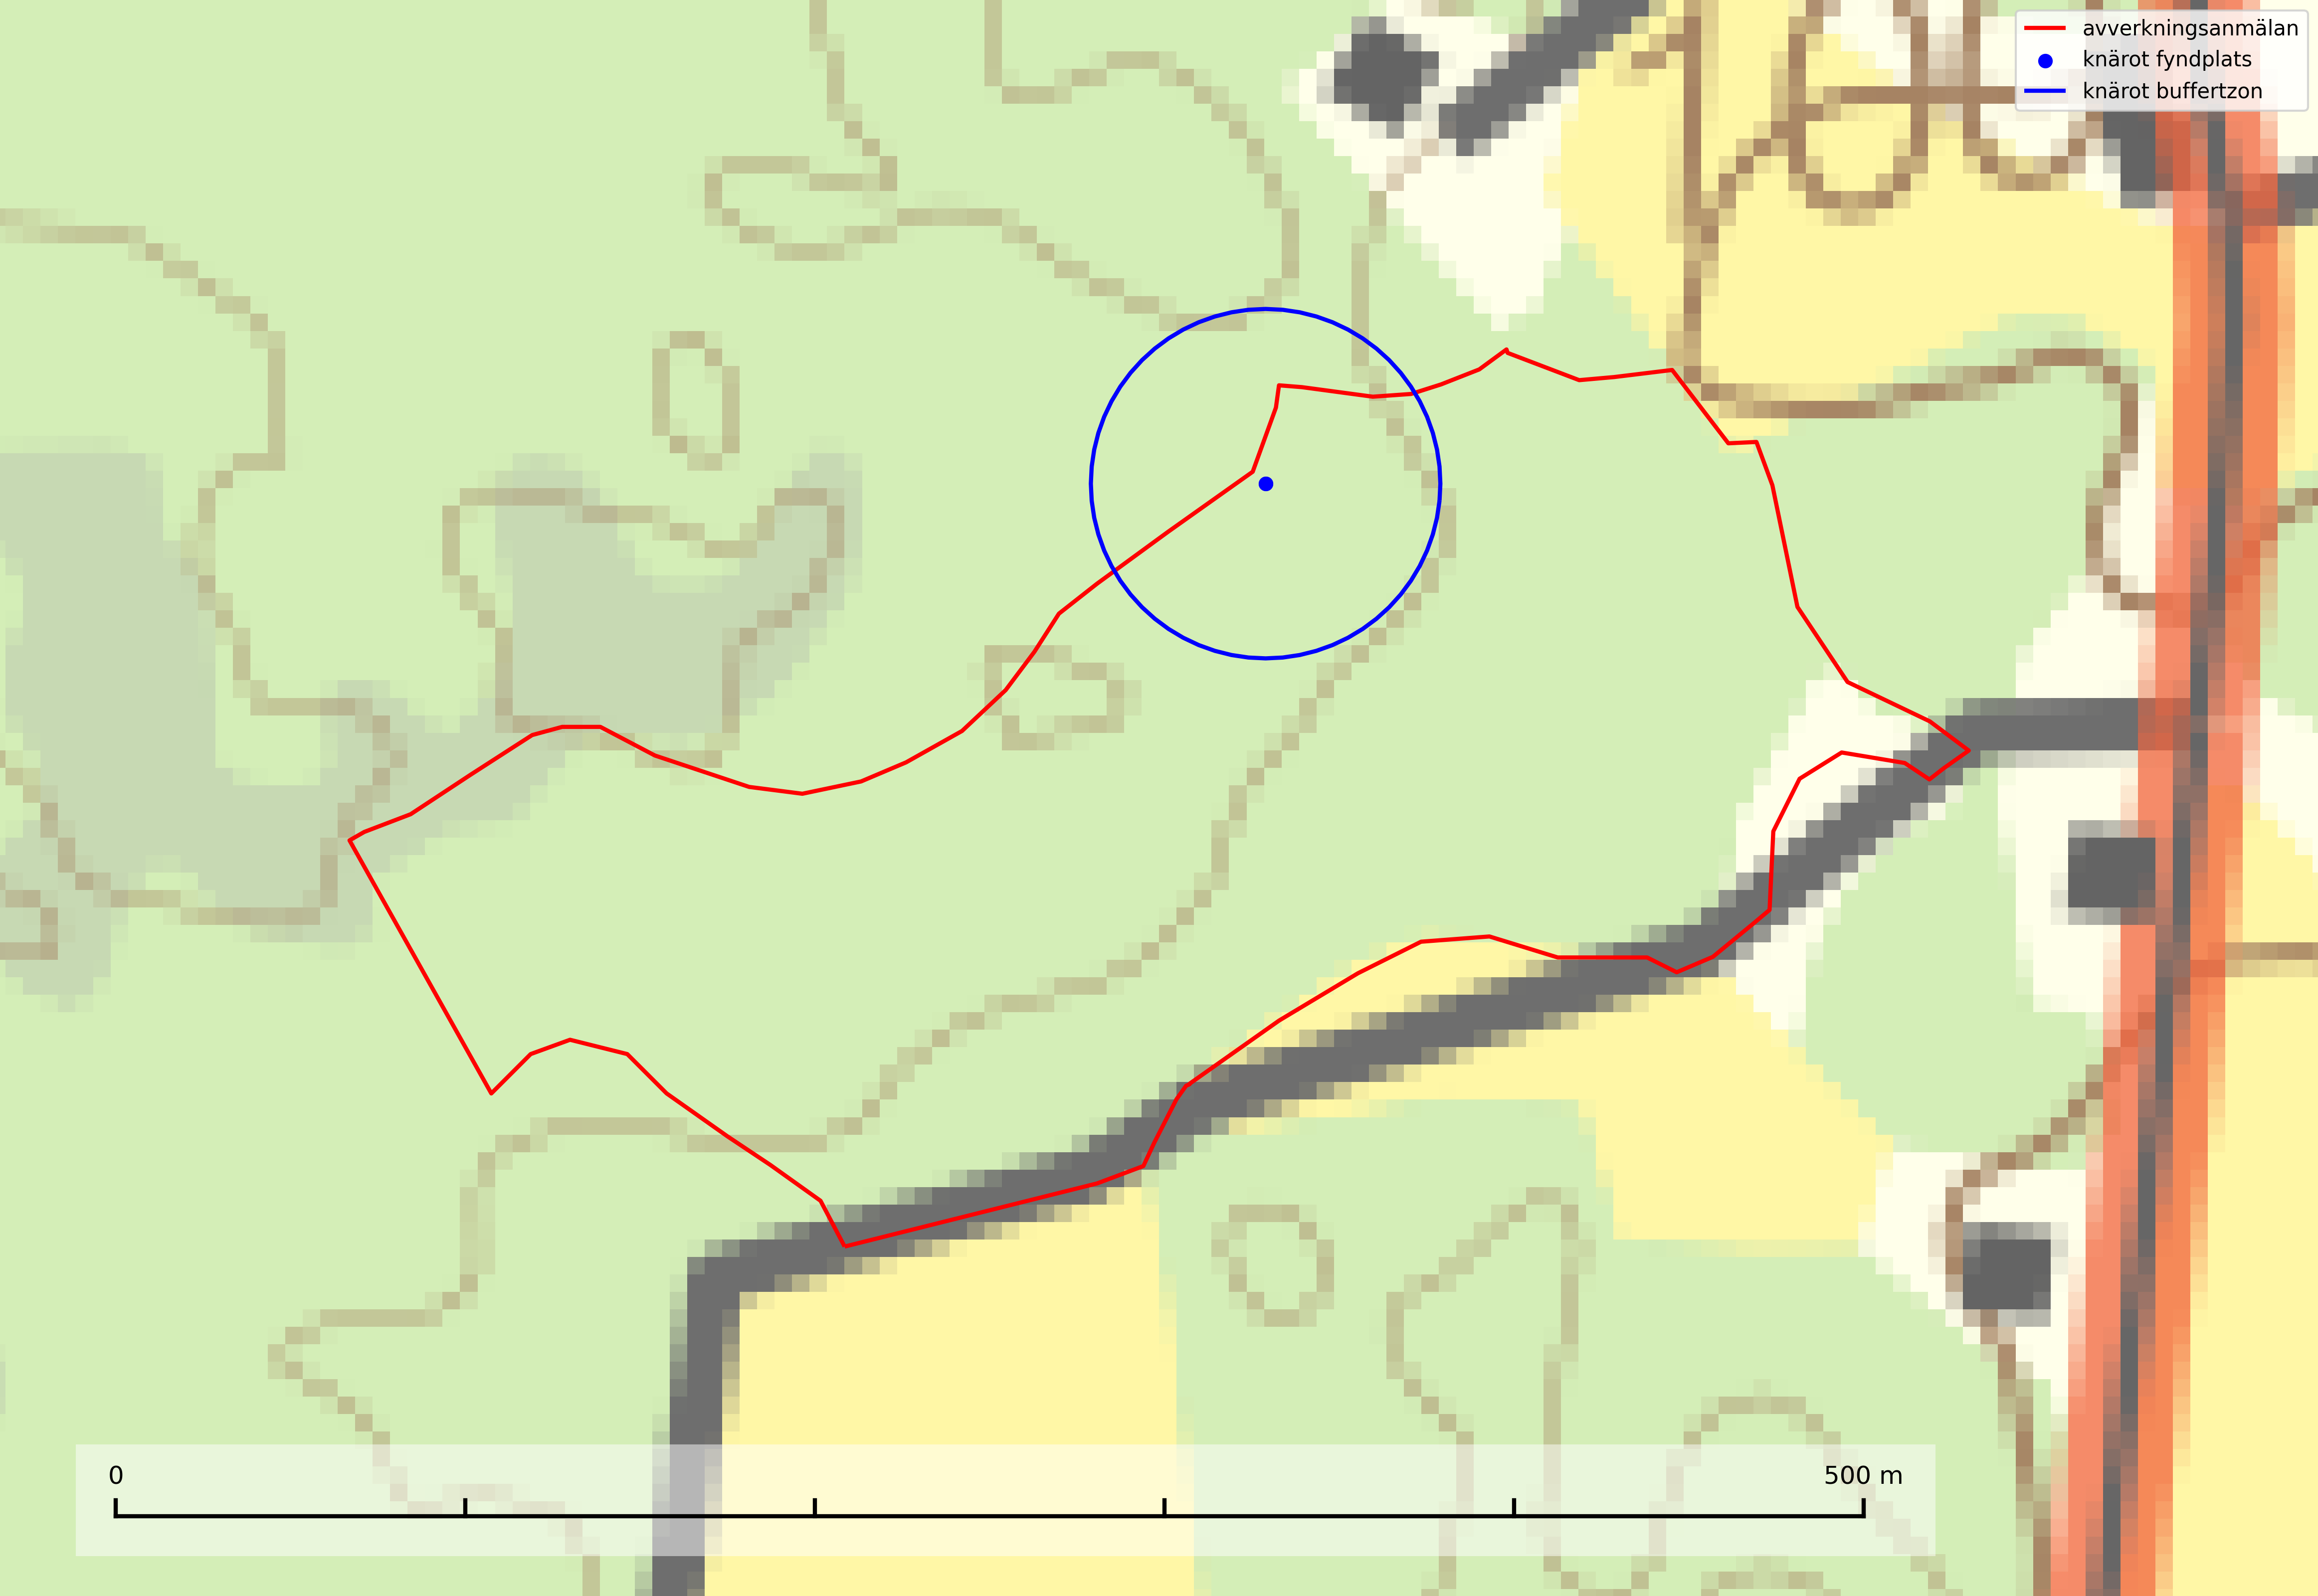 avverkningsanmälan
knärot fyndplats
knärot buffertzon
0 500 m